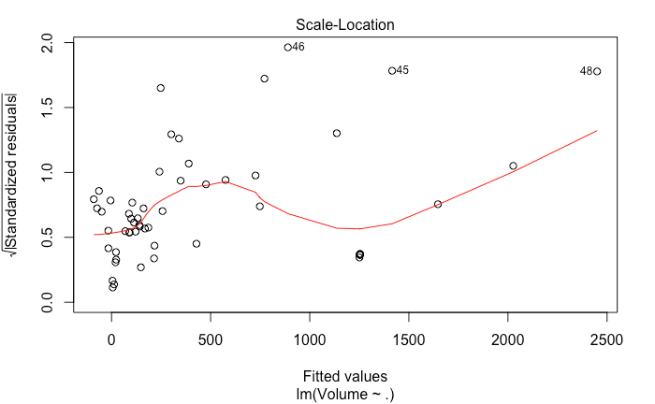 Scale-Location
√|Standardized residuals|
2.0
1.5
1.0
0.5
0.0
46
45
48
0 500 1000 1500 2000 2500
Fitted values
lm(Volume ~ .)